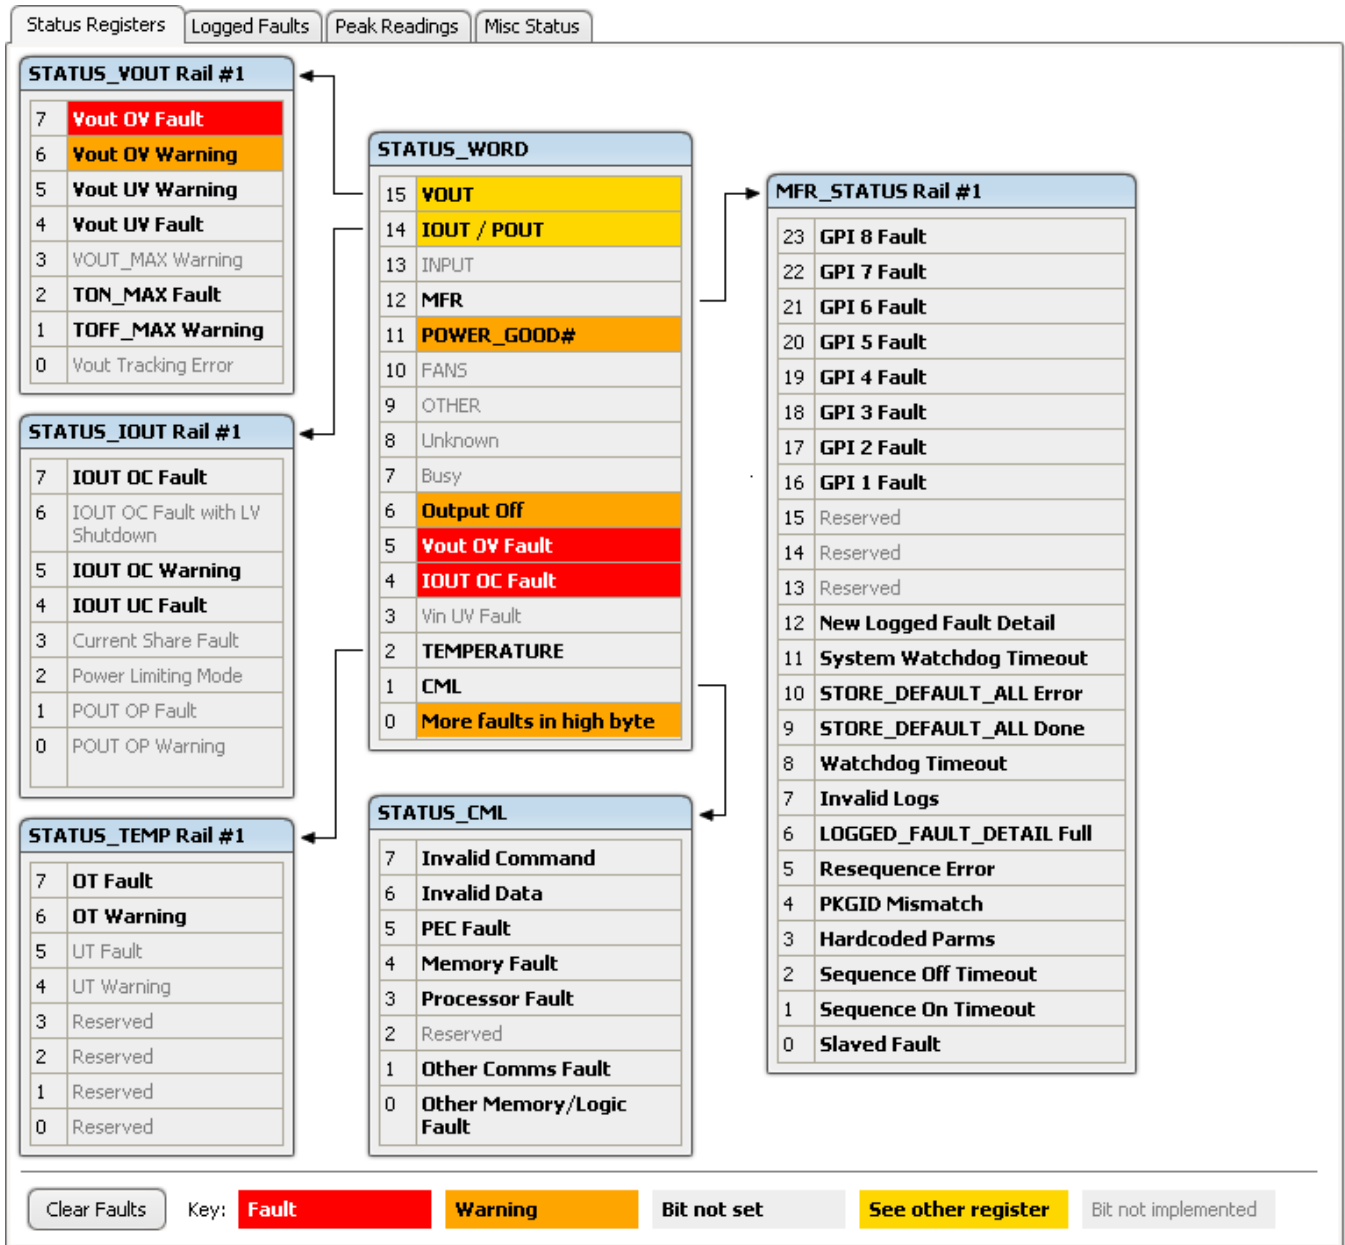 Status Registers Logged Faults Peak Readings Misc Status
STATUS_VOUT Rail #1
7 Vout OV Fault
6 Vout OV Warning
5 Vout UV Warning
4 Vout UV Fault
3 VOUT_MAX Warning
2 TON_MAX Fault
1 TOFF_MAX Warning
0 Vout Tracking Error
STATUS_IOUT Rail #1
7 IOUT OC Fault
6 IOUT OC Fault with LV
Shutdown
5 IOUT OC Warning
4 IOUT UC Fault
3 Current Share Fault
2 Power Limiting Mode
1 POUT OP Fault
0 POUT OP Warning
STATUS_TEMP Rail #1
7 OT Fault
6 OT Warning
5 UT Fault
4 UT Warning
3 Reserved
2 Reserved
1 Reserved
0 Reserved
STATUS_WORD
15 VOUT
14 IOUT / POUT
13 INPUT
12 MFR
11 POWER_GOOD#
10 FANS
9 OTHER
8 Unknown
7 Busy
6 Output Off
5 Vout OV Fault
4 IOUT OC Fault
3 Vin UV Fault
2 TEMPERATURE
1 CML
0 More faults in high byte
STATUS_CML
7 Invalid Command
6 Invalid Data
5 PEC Fault
4 Memory Fault
3 Processor Fault
2 Reserved
1 Other Comms Fault
0 Other Memory/Logic
Fault
MFR_STATUS Rail #1
23 GPI 8 Fault
22 GPI 7 Fault
21 GPI 6 Fault
20 GPI 5 Fault
19 GPI 4 Fault
18 GPI 3 Fault
17 GPI 2 Fault
16 GPI 1 Fault
15 Reserved
14 Reserved
13 Reserved
12 New Logged Fault Detail
11 System Watchdog Timeout
10 STORE_DEFAULT_ALL Error
9 STORE_DEFAULT_ALL Done
8 Watchdog Timeout
7 Invalid Logs
6 LOGGED_FAULT_DETAIL Full
5 Resequence Error
4 PKGID Mismatch
3 Hardcoded Parms
2 Sequence Off Timeout
1 Sequence On Timeout
0 Slaved Fault
Clear Faults Key: Fault Warning Bit not set See other register Bit not implemented